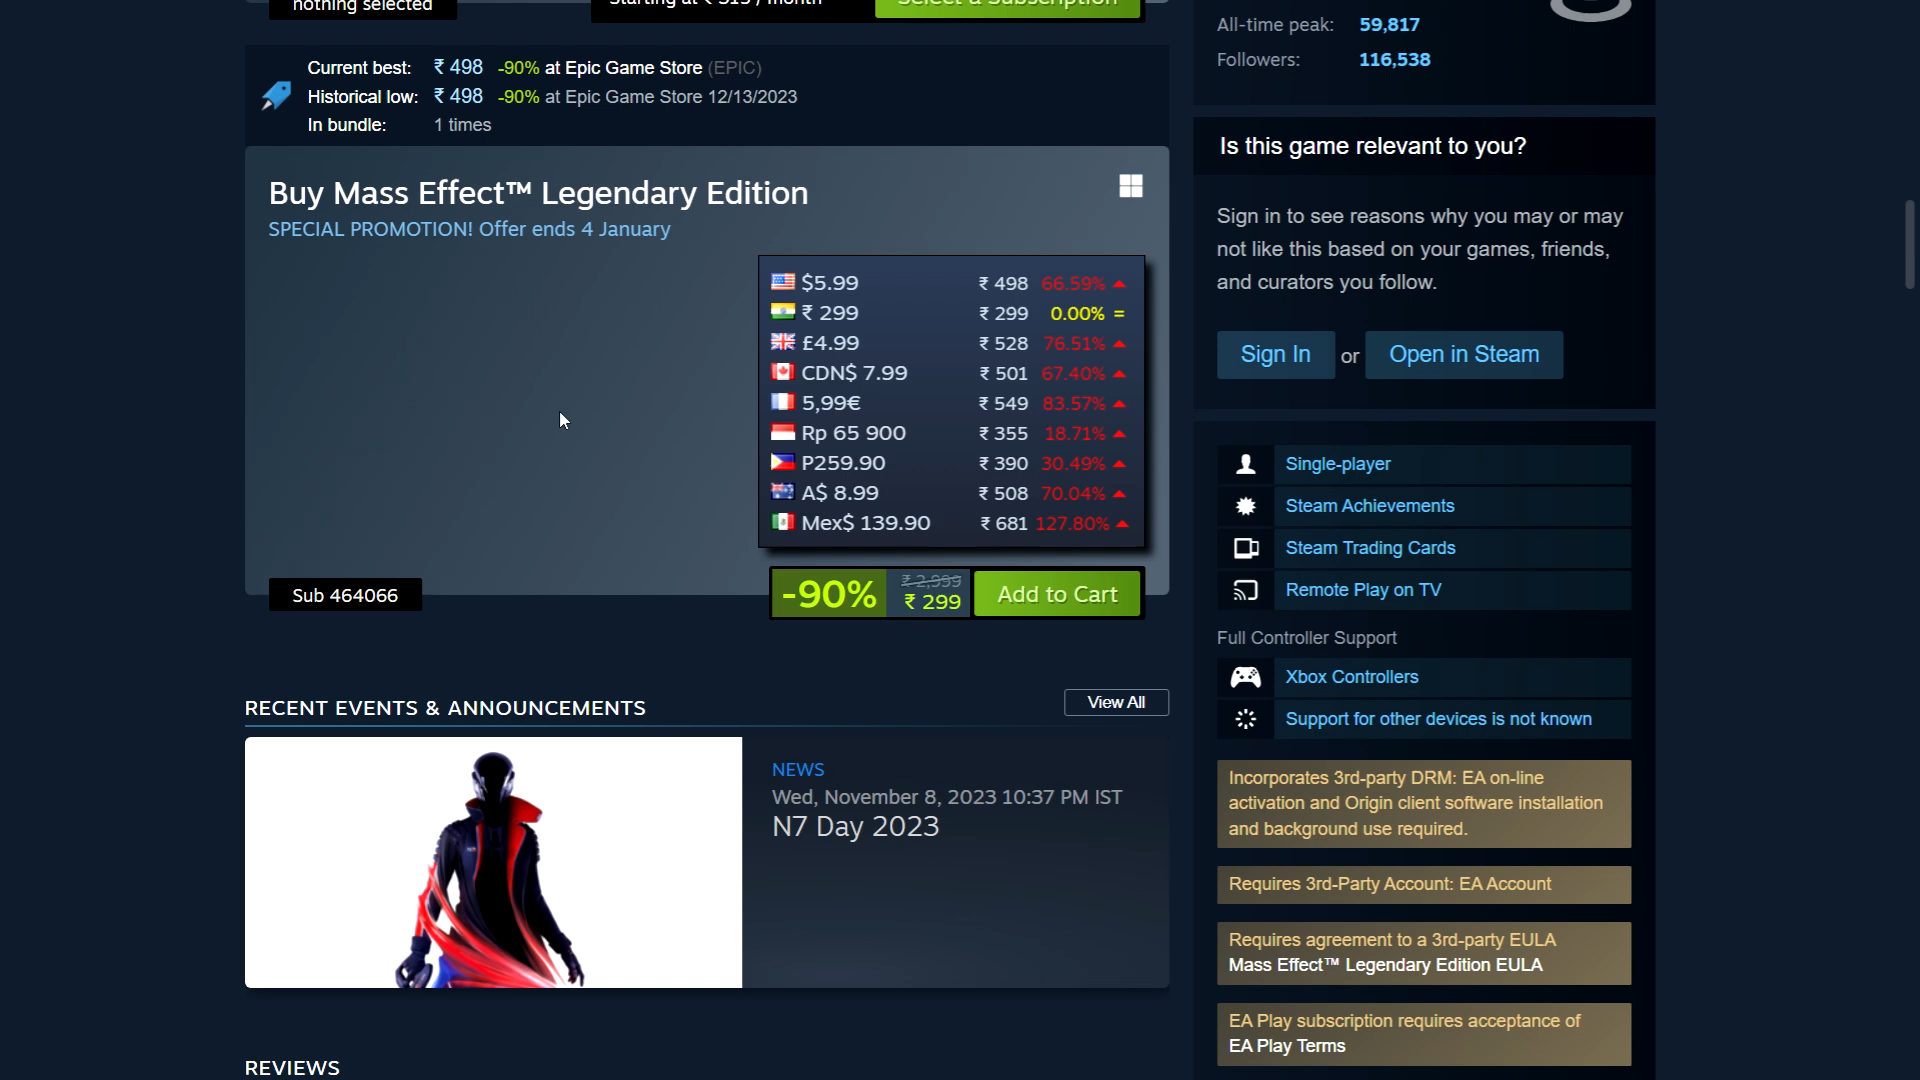 nothing selected
Select a Subscription
Current best: ₹ 498 -90% at Epic Game Store (EPIC)
Historical low: ₹ 498 -90% at Epic Game Store 12/13/2023
In bundle: 1 times
Buy Mass Effect™ Legendary Edition
SPECIAL PROMOTION! Offer ends 4 January
$5.99 ₹ 498 66.59%
₹ 299 ₹ 299 0.00% =
£4.99 ₹ 528 76.51%
CDN$ 7.99 ₹ 501 67.40%
5,99€ ₹ 549 83.57%
Rp 65 900 ₹ 355 18.71%
P259.90 ₹ 390 30.49%
A$ 8.99 ₹ 508 70.04%
Mex$ 139.90 ₹ 681 127.80%
Sub 464066
-90%
₹ 2,999
₹ 299
Add to Cart
RECENT EVENTS & ANNOUNCEMENTS
View All
NEWS
Wed, November 8, 2023 10:37 PM IST
N7 Day 2023
REVIEWS
All-time peak: 59,817
Followers: 116,538
Is this game relevant to you?
Sign in to see reasons why you may or may
not like this based on your games, friends,
and curators you follow.
Sign In or Open in Steam
Single-player
Steam Achievements
Steam Trading Cards
Remote Play on TV
Full Controller Support
Xbox Controllers
Support for other devices is not known
Incorporates 3rd-party DRM: EA on-line
activation and Origin client software installation
and background use required.
Requires 3rd-Party Account: EA Account
Requires agreement to a 3rd-party EULA
Mass Effect™ Legendary Edition EULA
EA Play subscription requires acceptance of
EA Play Terms